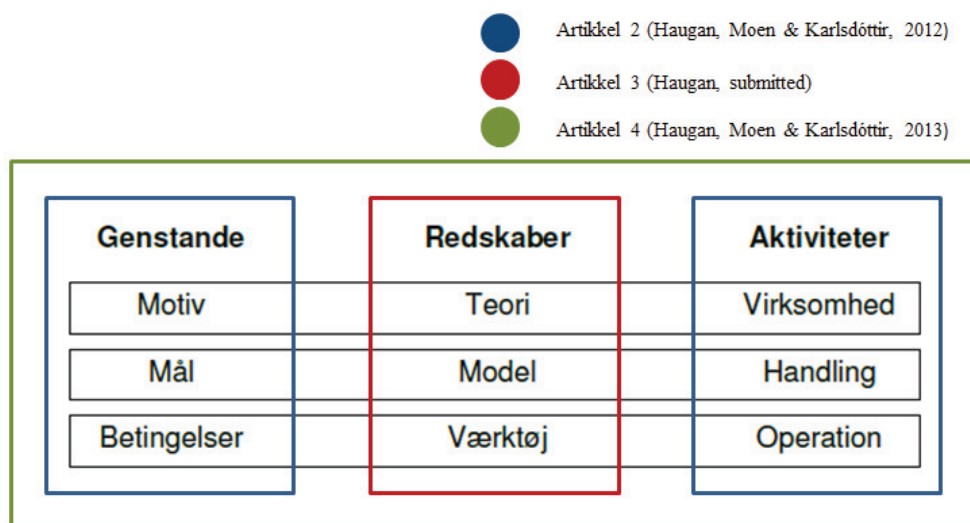 Artikkel 2 (Haugan, Moen & Karlsdóttir, 2012)
Artikkel 3 (Haugan, submitted)
Artikkel 4 (Haugan, Moen & Karlsdóttir, 2013)
Genstande Redskaber Aktiviteter
Motiv Teori Virksomhed
Mål Model Handling
Betingelser Værktøj Operation